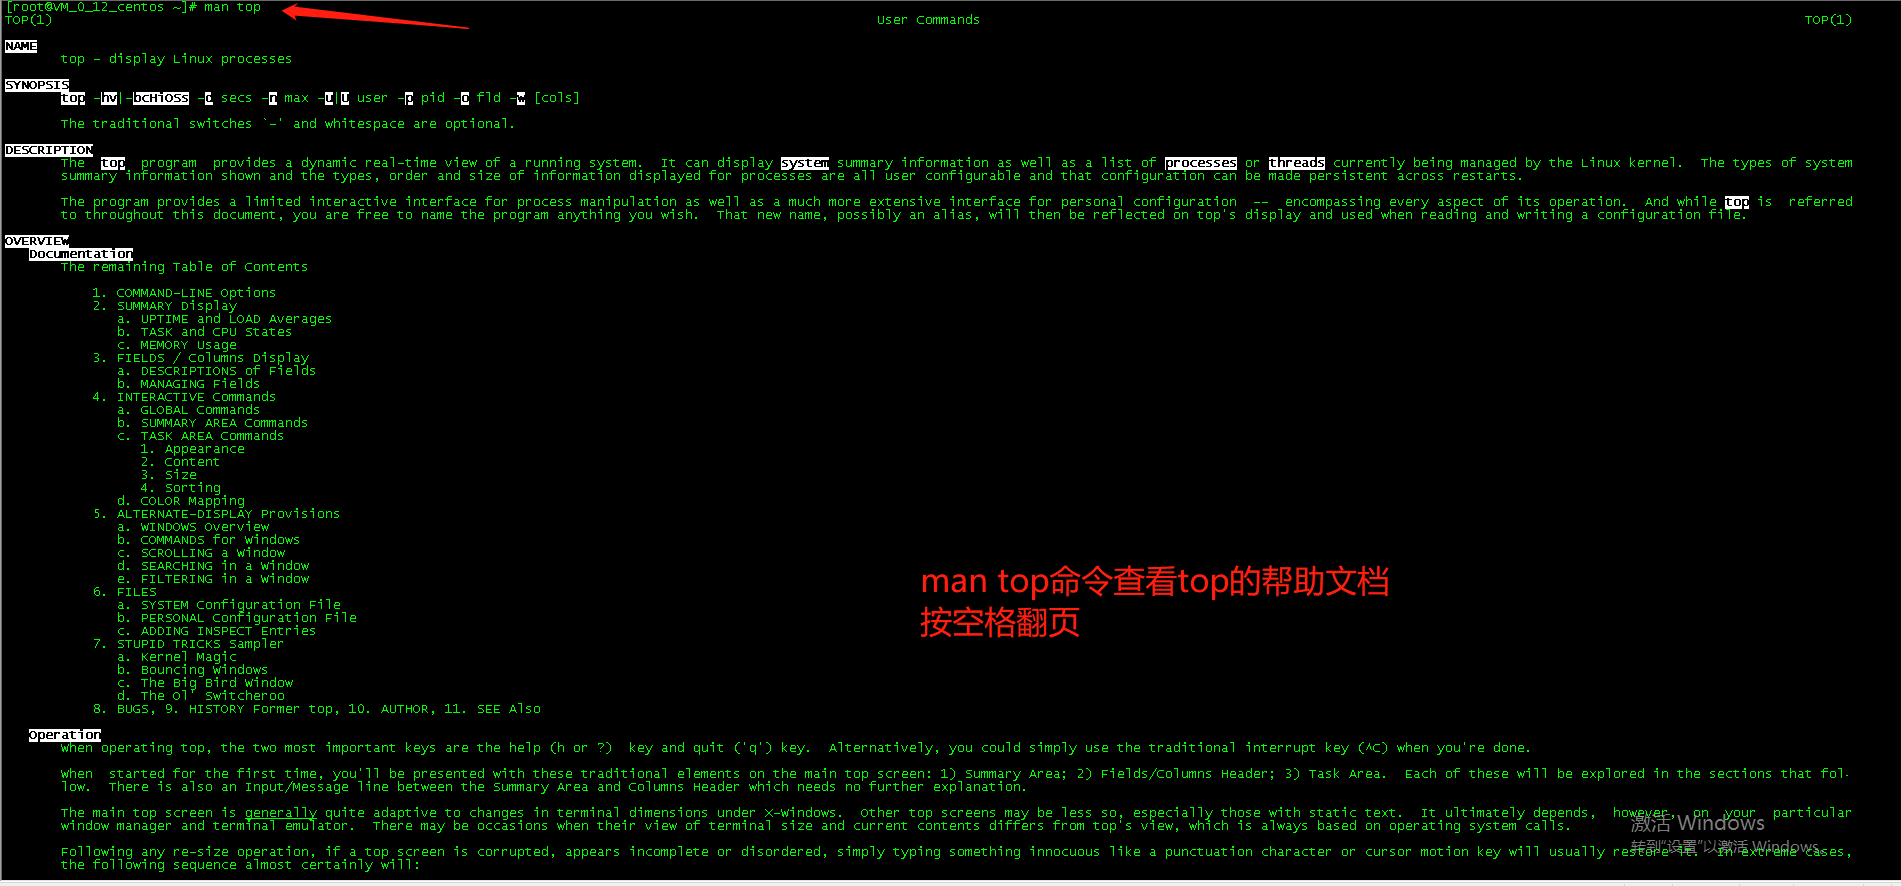 [root@VM_0_12_centos ~]# man top
TOP(1) User Commands TOP(1)
NAME
top - display Linux processes
SYNOPSIS
top -hv|-bcHiOSs -d secs -n max -u|U user -p pid -o fld -w [cols]
The traditional switches `-' and whitespace are optional.
DESCRIPTION
The top program provides a dynamic real-time view of a running system. It can display system summary information as well as a list of processes or threads currently being managed by the Linux kernel. The types of system
summary information shown and the types, order and size of information displayed for processes are all user configurable and that configuration can be made persistent across restarts.
The program provides a limited interactive interface for process manipulation as well as a much more extensive interface for personal configuration -- encompassing every aspect of its operation. And while top is referred
to throughout this document, you are free to name the program anything you wish. That new name, possibly an alias, will then be reflected on top's display and used when reading and writing a configuration file.
OVERVIEW
Documentation
The remaining Table of Contents
1. COMMAND-LINE Options
2. SUMMARY Display
a. UPTIME and LOAD Averages
b. TASK and CPU States
c. MEMORY Usage
3. FIELDS / Columns Display
a. DESCRIPTIONS of Fields
b. MANAGING Fields
4. INTERACTIVE Commands
a. GLOBAL Commands
b. SUMMARY AREA Commands
c. TASK AREA Commands
1. Appearance
2. Content
3. Size
4. Sorting
d. COLOR Mapping
5. ALTERNATE-DISPLAY Provisions
a. WINDOWS Overview
b. COMMANDS for Windows
c. SCROLLING a Window
d. SEARCHING in a Window
e. FILTERING in a Window
6. FILES
a. SYSTEM Configuration File
b. PERSONAL Configuration File
c. ADDING INSPECT Entries
7. STUPID TRICKS Sampler
a. Kernel Magic
b. Bouncing Windows
c. The Big Bird Window
d. The Ol' Switcheroo
8. BUGS, 9. HISTORY Former top, 10. AUTHOR, 11. SEE Also
man top命令查看top的帮助文档
按空格翻页
Operation
When operating top, the two most important keys are the help (h or ?) key and quit ('q') key. Alternatively, you could simply use the traditional interrupt key (^C) when you're done.
When started for the first time, you'll be presented with these traditional elements on the main top screen: 1) Summary Area; 2) Fields/Columns Header; 3) Task Area. Each of these will be explored in the sections that fol-
low. There is also an Input/Message line between the Summary Area and Columns Header which needs no further explanation.
The main top screen is generally quite adaptive to changes in terminal dimensions under X-Windows. Other top screens may be less so, especially those with static text. It ultimately depends, however, on your particular
window manager and terminal emulator. There may be occasions when their view of terminal size and current contents differs from top's view, which is always based on operating system calls.
Following any re-size operation, if a top screen is corrupted, appears incomplete or disordered, simply typing something innocuous like a punctuation character or cursor motion key will usually restore it. In extreme cases,
the following sequence almost certainly will:
激活 Windows
转到“设置”以激活 Windows。